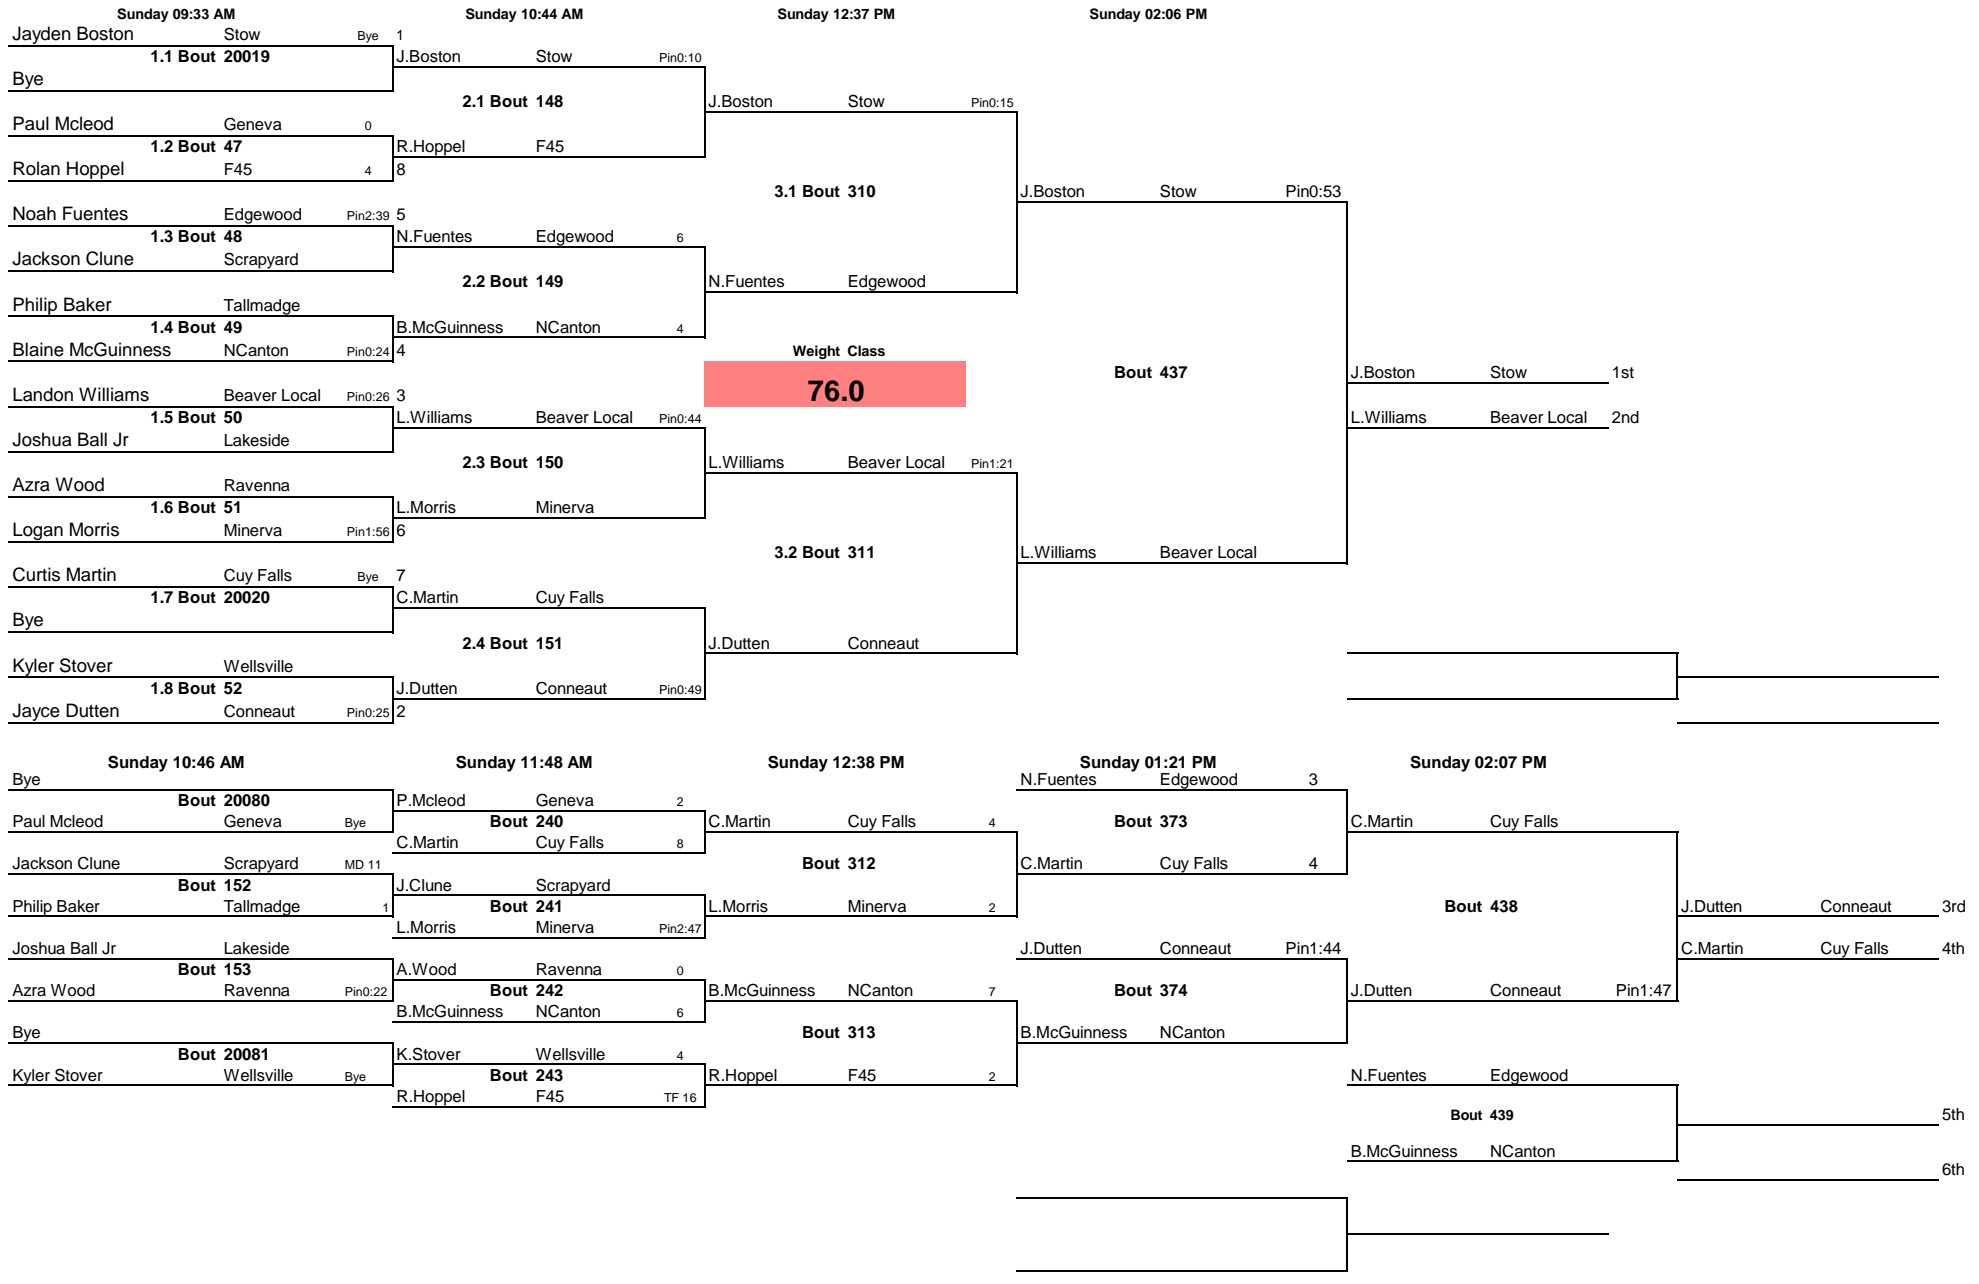 Sunday 09:33 AM Sunday 10:44 AM Sunday 12:37 PM Sunday 02:06 PM
Jayden Boston Stow Bye 1
1.1 Bout 20019 J.Boston Stow Pin0:10
Bye
2.1 Bout 148 J.Boston Stow Pin0:15
Paul Mcleod Geneva 0
1.2 Bout 47 R.Hoppel F45
Rolan Hoppel F45 4 8
3.1 Bout 310 J.Boston Stow Pin0:53
Noah Fuentes Edgewood Pin2:39 5
1.3 Bout 48 N.Fuentes Edgewood 6
Jackson Clune Scrapyard
2.2 Bout 149 N.Fuentes Edgewood
Philip Baker Tallmadge
1.4 Bout 49 B.McGuinness NCanton 4
Blaine McGuinness NCanton Pin0:24 4 Weight Class
Bout 437 J.Boston Stow 1st
Landon Williams Beaver Local Pin0:26 3 76.0
1.5 Bout 50 L.Williams Beaver Local Pin0:44 L.Williams Beaver Local 2nd
Joshua Ball Jr Lakeside
2.3 Bout 150 L.Williams Beaver Local Pin1:21
Azra Wood Ravenna
1.6 Bout 51 L.Morris Minerva
Logan Morris Minerva Pin1:56 6
3.2 Bout 311 L.Williams Beaver Local
Curtis Martin Cuy Falls Bye 7
1.7 Bout 20020 C.Martin Cuy Falls
Bye
2.4 Bout 151 J.Dutten Conneaut
Kyler Stover Wellsville
1.8 Bout 52 J.Dutten Conneaut Pin0:49
Jayce Dutten Conneaut Pin0:25 2
Sunday 10:46 AM Sunday 11:48 AM Sunday 12:38 PM Sunday 01:21 PM Sunday 02:07 PM
Bye N.Fuentes Edgewood 3
Bout 20080 P.Mcleod Geneva 2
Paul Mcleod Geneva Bye Bout 240 C.Martin Cuy Falls 4 Bout 373 C.Martin Cuy Falls
C.Martin Cuy Falls 8
Jackson Clune Scrapyard MD 11 Bout 312 C.Martin Cuy Falls 4
Bout 152 J.Clune Scrapyard
Philip Baker Tallmadge 1 Bout 241 L.Morris Minerva 2 Bout 438 J.Dutten Conneaut 3rd
L.Morris Minerva Pin2:47
Joshua Ball Jr Lakeside J.Dutten Conneaut Pin1:44 C.Martin Cuy Falls 4th
Bout 153 A.Wood Ravenna 0
Azra Wood Ravenna Pin0:22 Bout 242 B.McGuinness NCanton 7 Bout 374 J.Dutten Conneaut Pin1:47
B.McGuinness NCanton 6
Bye Bout 313 B.McGuinness NCanton
Bout 20081 K.Stover Wellsville 4
Kyler Stover Wellsville Bye Bout 243 R.Hoppel F45 2 N.Fuentes Edgewood
R.Hoppel F45 TF 16
Bout 439 5th
B.McGuinness NCanton
6th